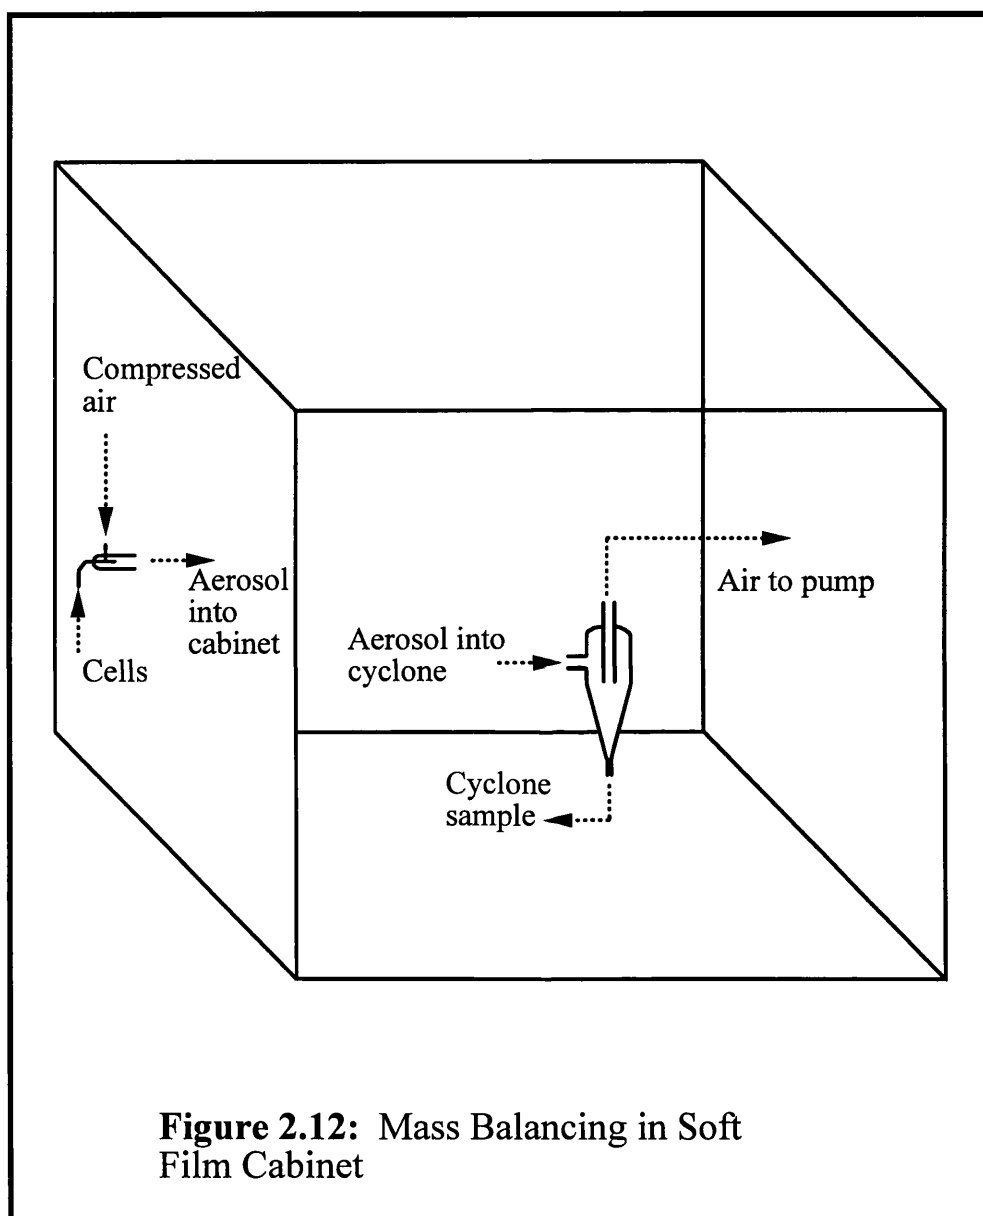 Compressed
air
Aerosol
into
cabinet
Cells
Air to pump
Aerosol into
cyclone
Cyclone
sample
Figure 2.12: Mass Balancing in Soft
Film Cabinet